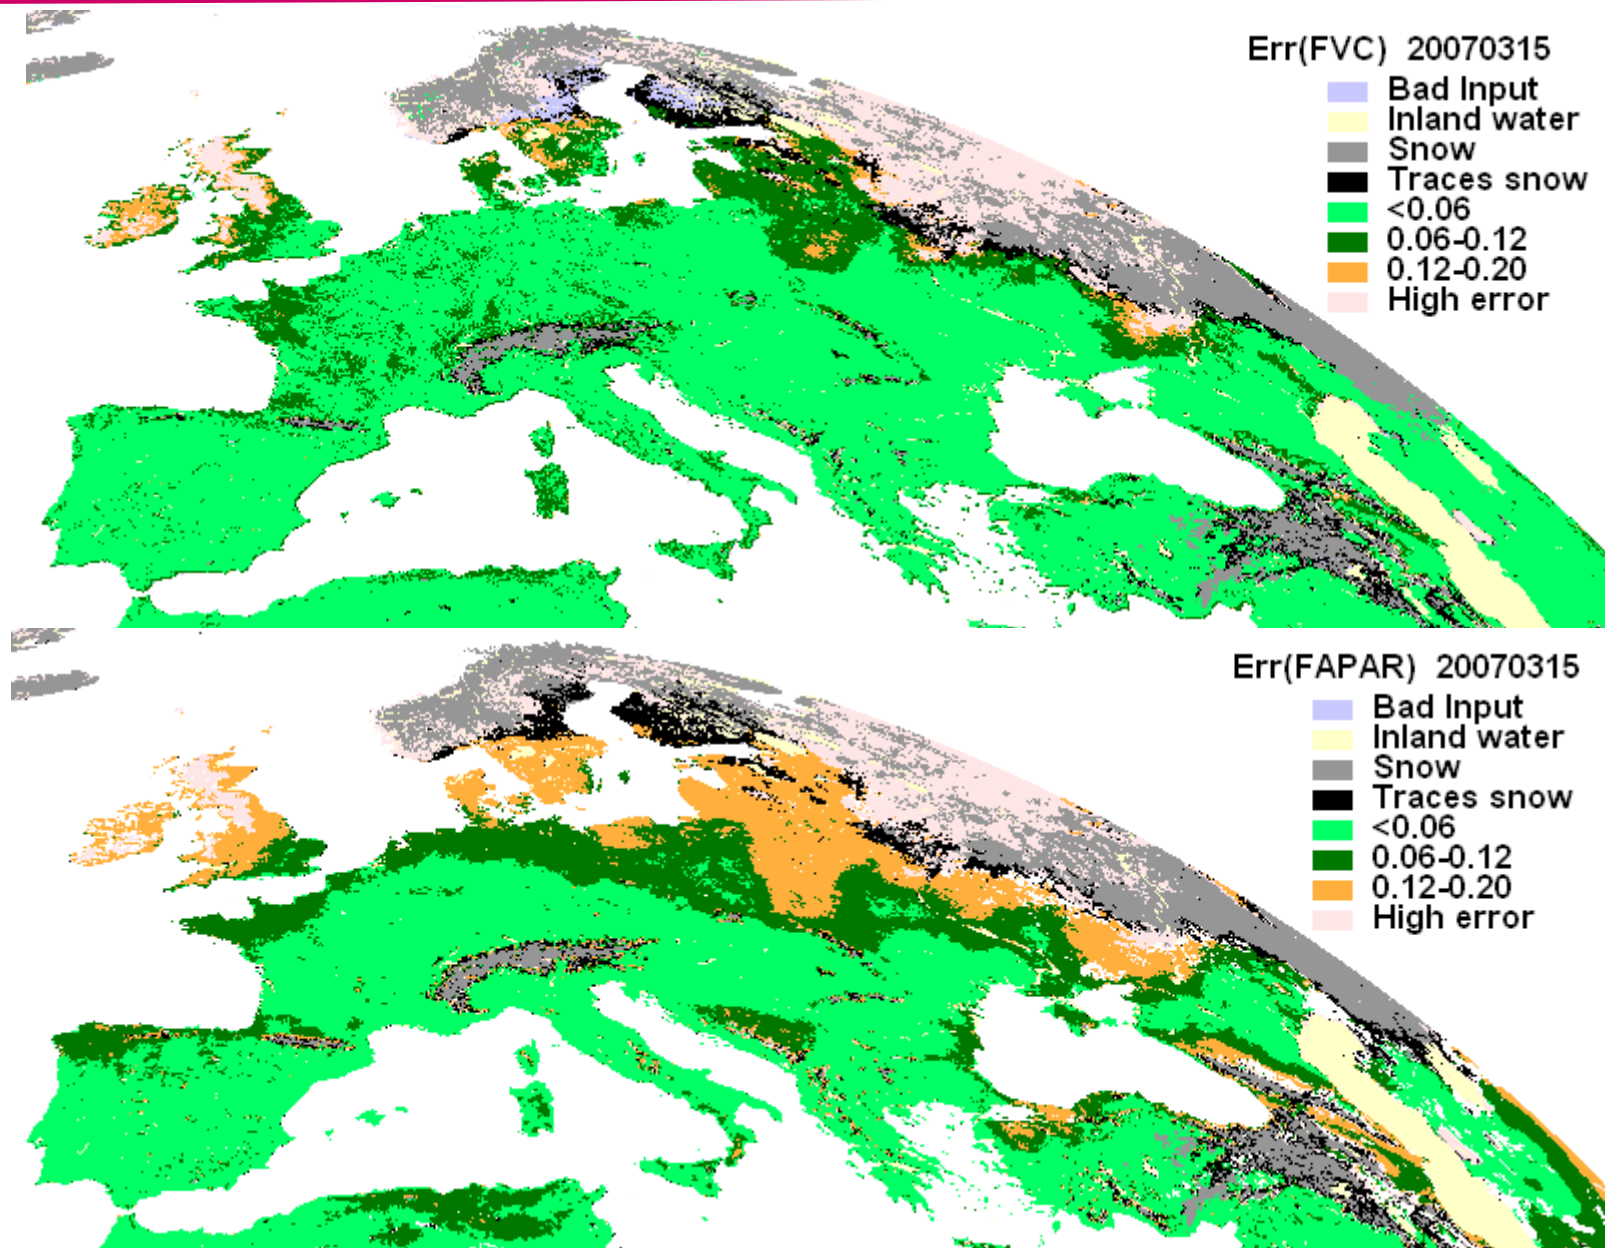 Err(FVC) 20070315
Bad Input
Inland water
Snow
Traces snow
<0.06
0.06-0.12
0.12-0.20
High error
Err(FAPAR) 20070315
Bad Input
Inland water
Snow
Traces snow
<0.06
0.06-0.12
0.12-0.20
High error